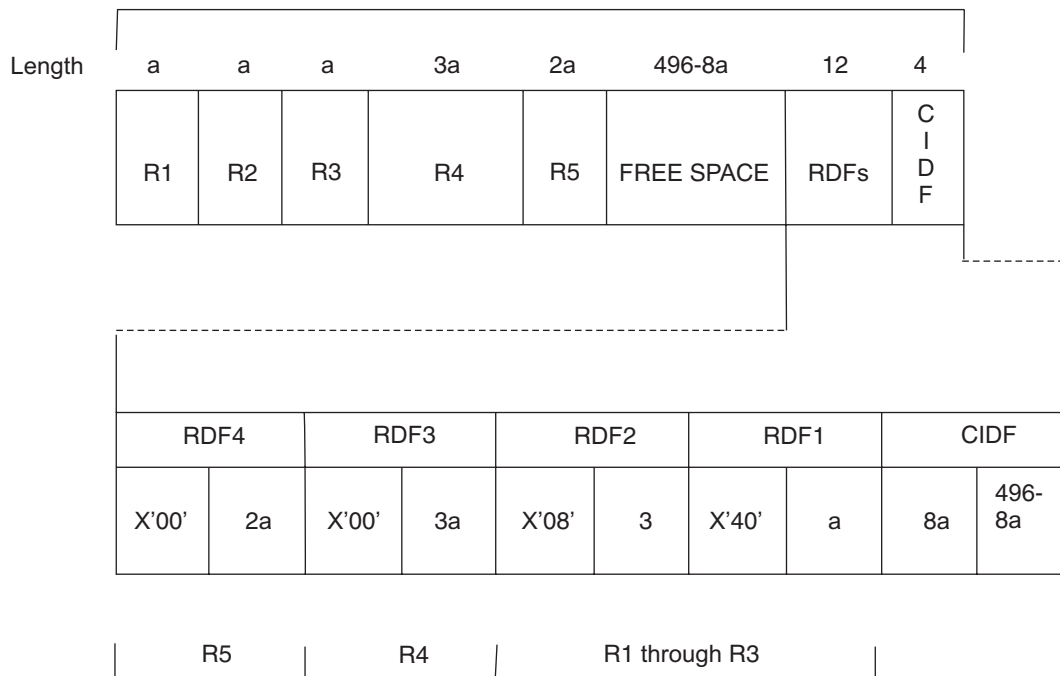 Length a a a 3a 2a 496-8a 12 4
R1 R2 R3 R4 R5 FREE SPACE RDFs CIDF
RDF4 RDF3 RDF2 RDF1 CIDF
X’00’ 2a X’00’ 3a X’08’ 3 X’40’ a 8a 496-
8a
R5 R4 R1 through R3